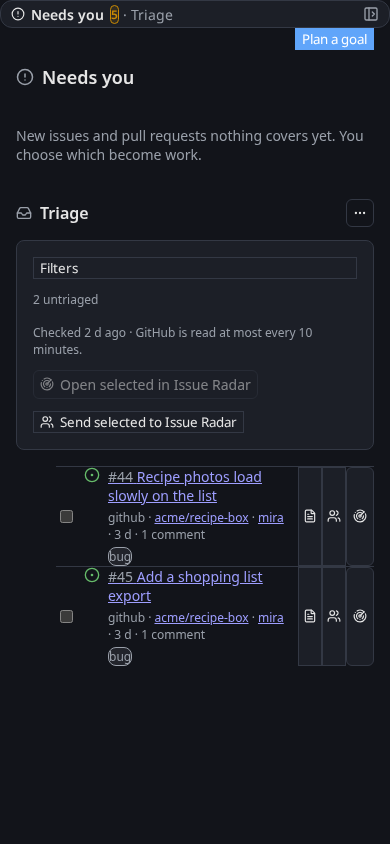 Needs you 5 · Triage
Plan a goal
Needs you
New issues and pull requests nothing covers yet. You
choose which become work.
Triage
Filters
2 untriaged
Checked 2 d ago · GitHub is read at most every 10
minutes.
Open selected in Issue Radar
Send selected to Issue Radar
#44 Recipe photos load
slowly on the list
github · acme/recipe-box · mira
· 3 d · 1 comment
bug
#45 Add a shopping list
export
github · acme/recipe-box · mira
· 3 d · 1 comment
bug